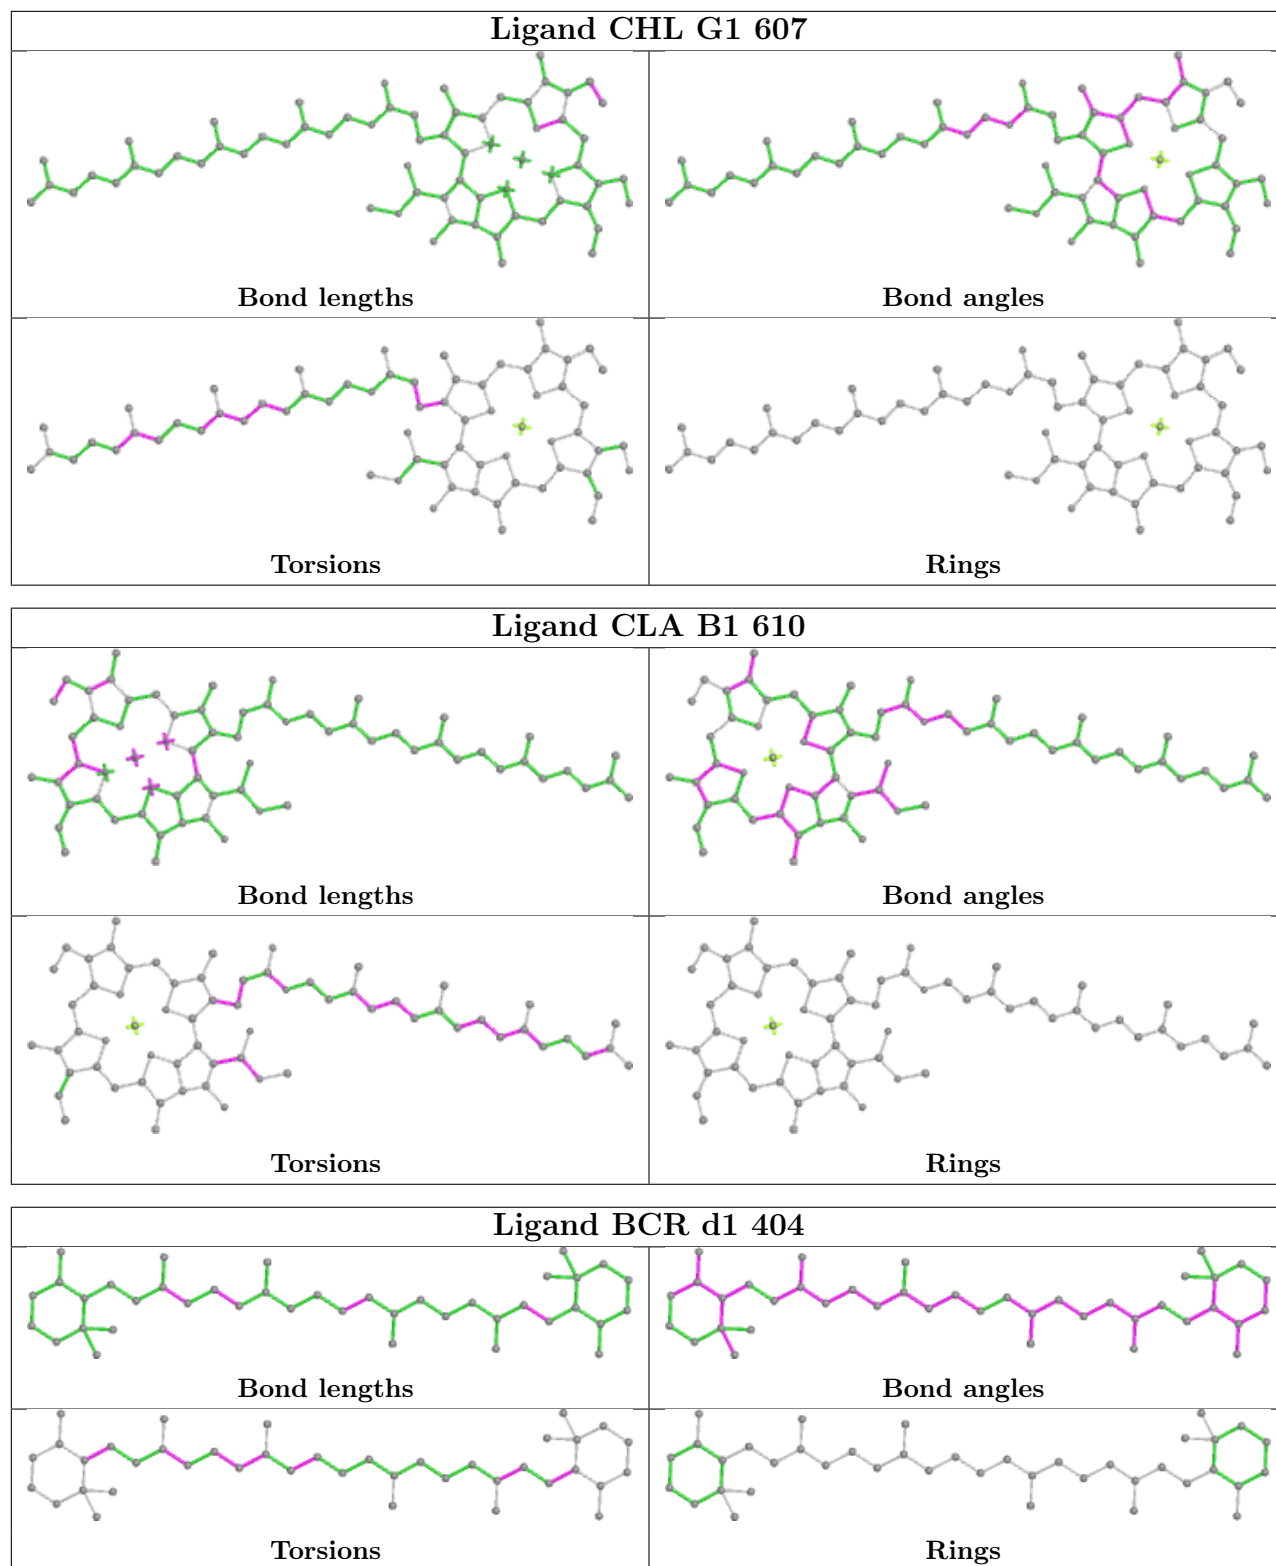 Ligand CHL G1 607
Bond lengths
Bond angles
Torsions
Rings
Ligand CLA B1 610
Bond lengths
Bond angles
Torsions
Rings
Ligand BCR d1 404
Bond lengths
Bond angles
Torsions
Rings